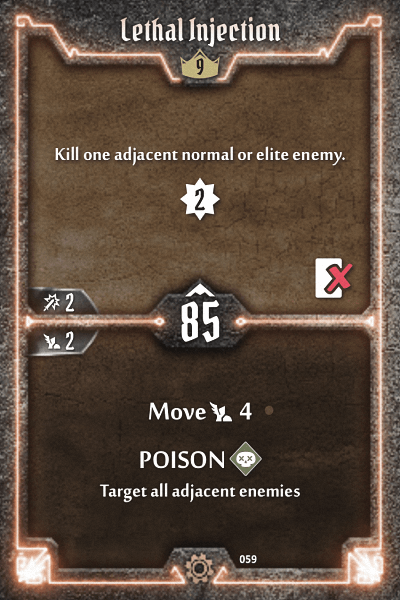 Lethal Injection
9
Kill one adjacent normal or elite enemy.
2
2
85
2
Move 4
POISON
Target all adjacent enemies
059